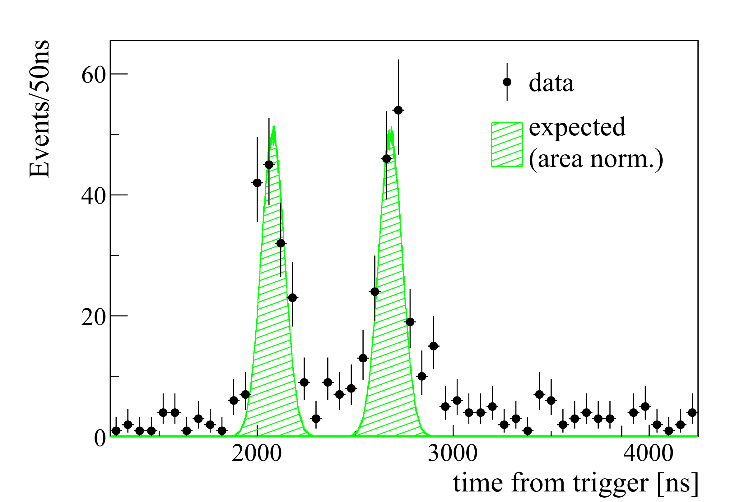 Events/50ns
60
40
20
0
data
expected
(area norm.)
2000
3000
4000
time from trigger [ns]